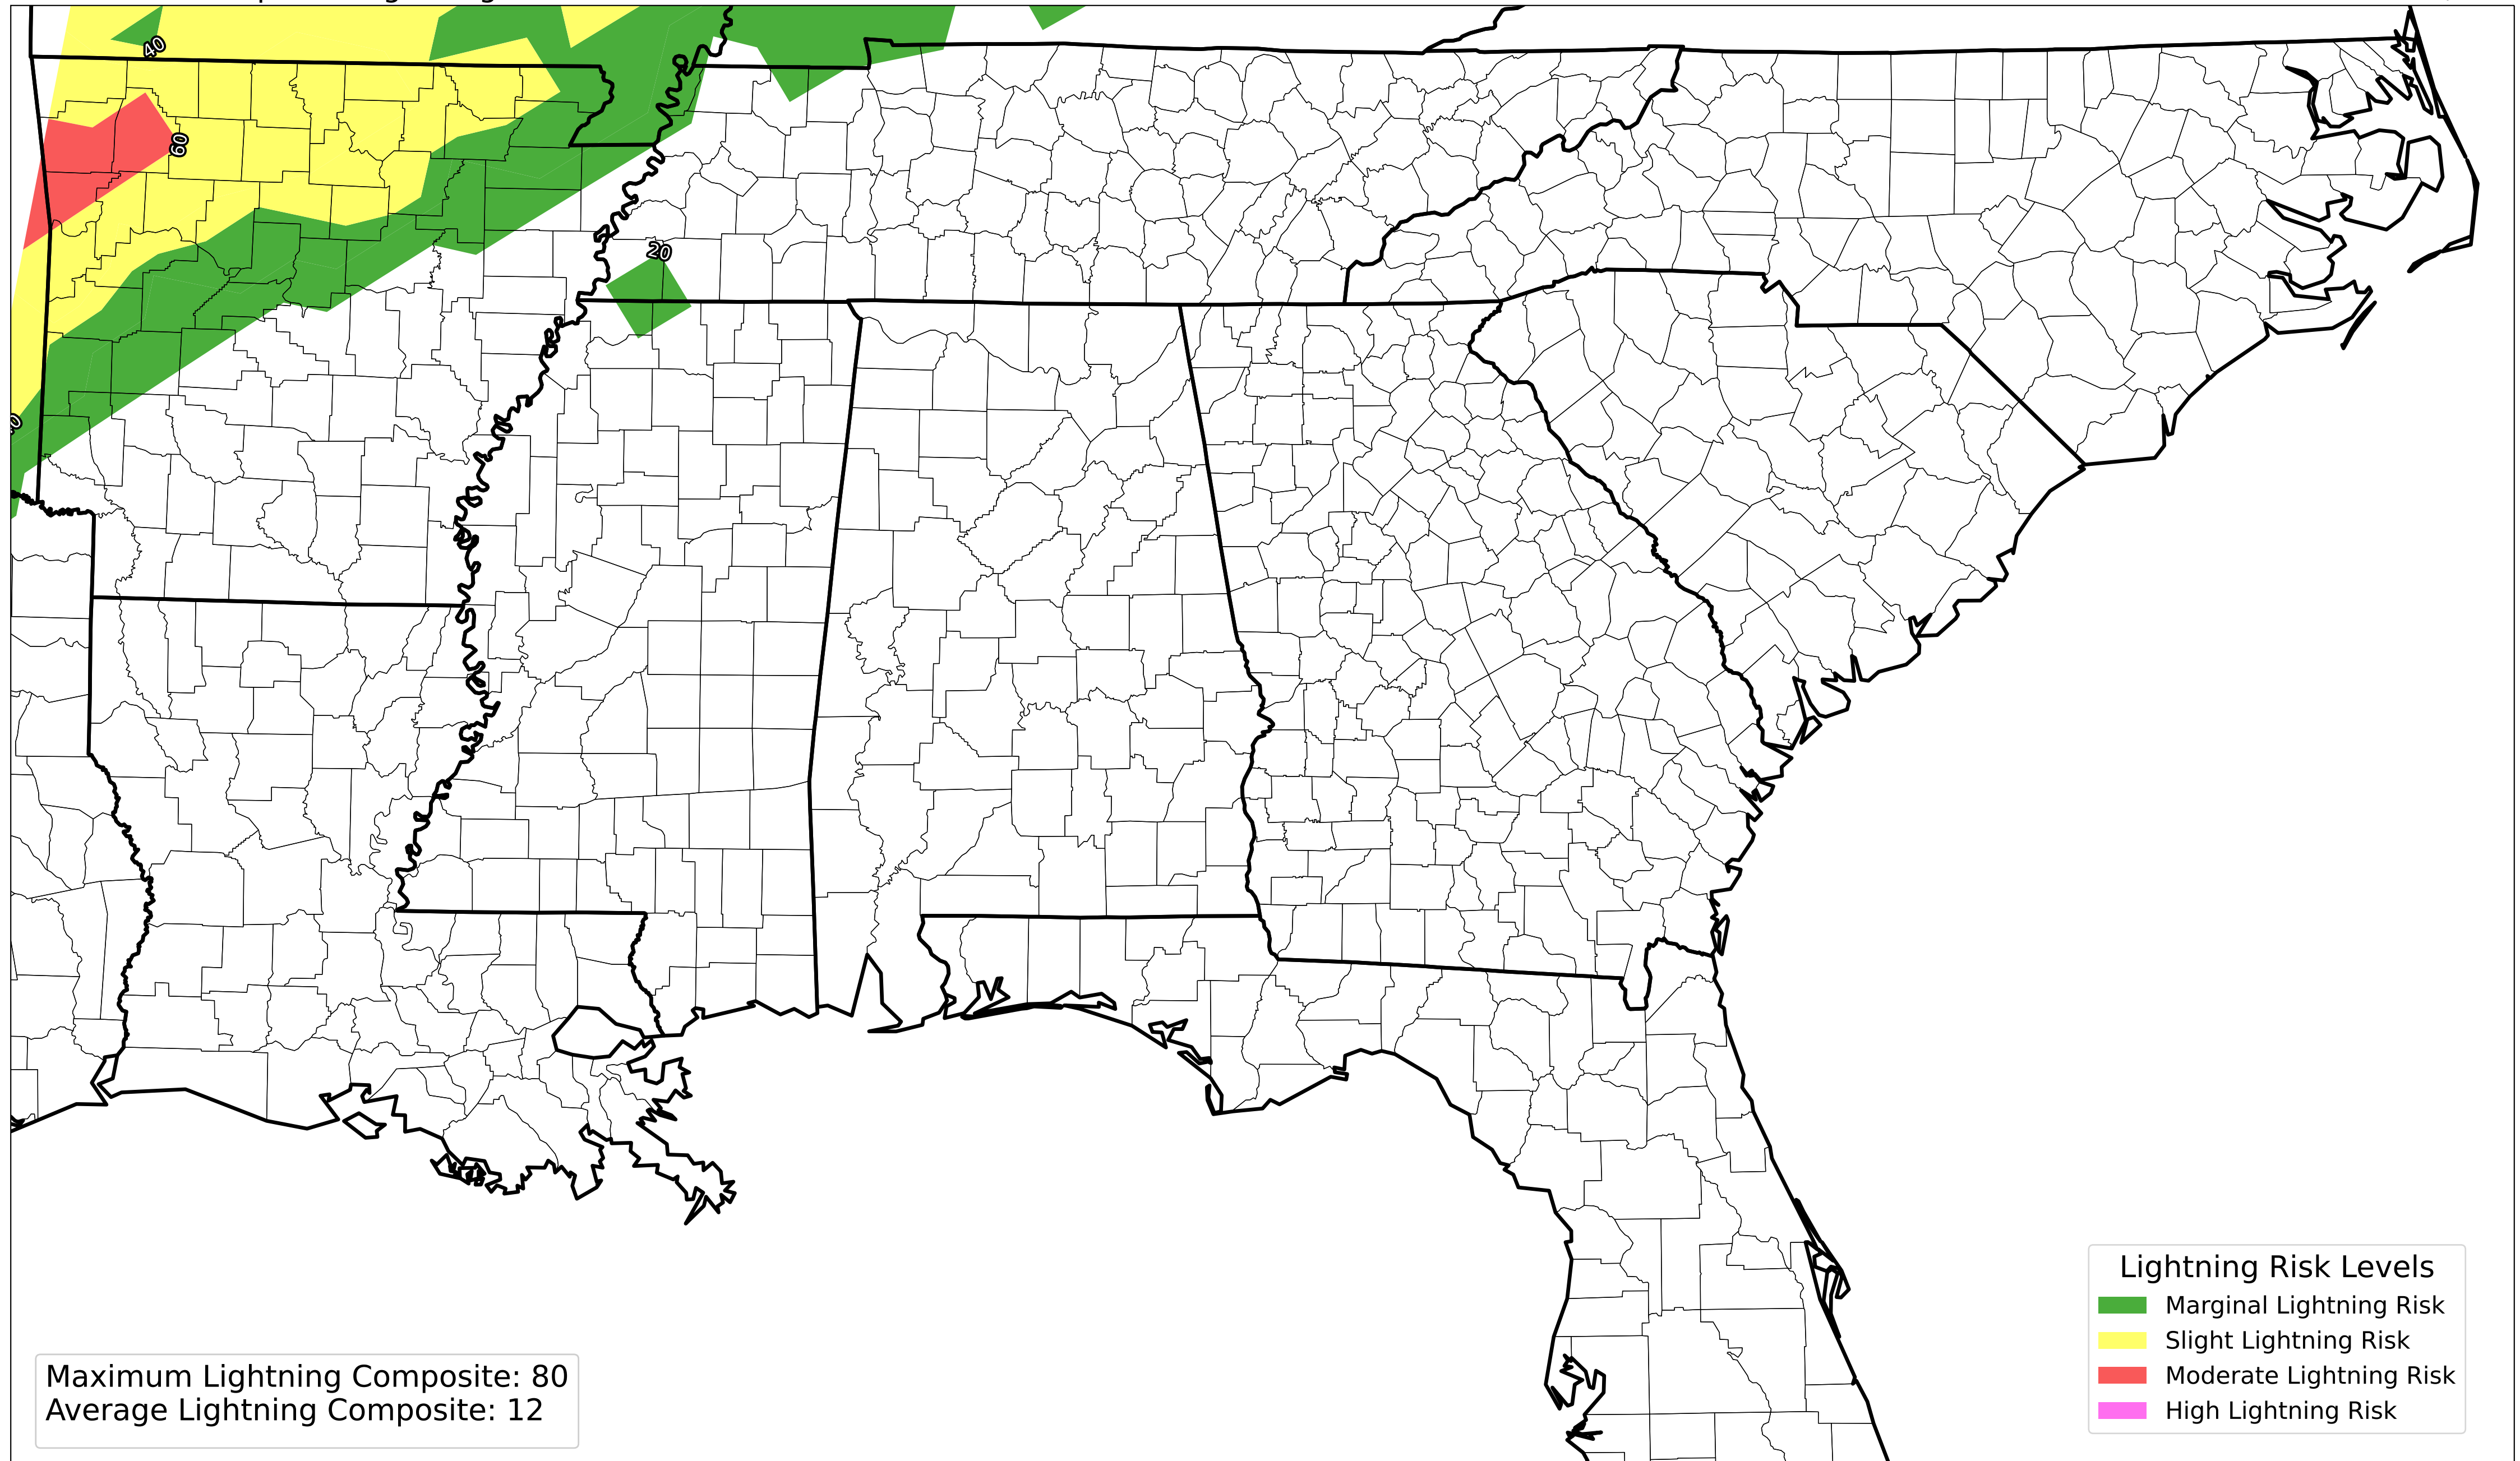 40
60
20
Lightning Risk Levels
Marginal Lightning Risk
Slight Lightning Risk
Moderate Lightning Risk
High Lightning Risk
Maximum Lightning Composite: 80
Average Lightning Composite: 12